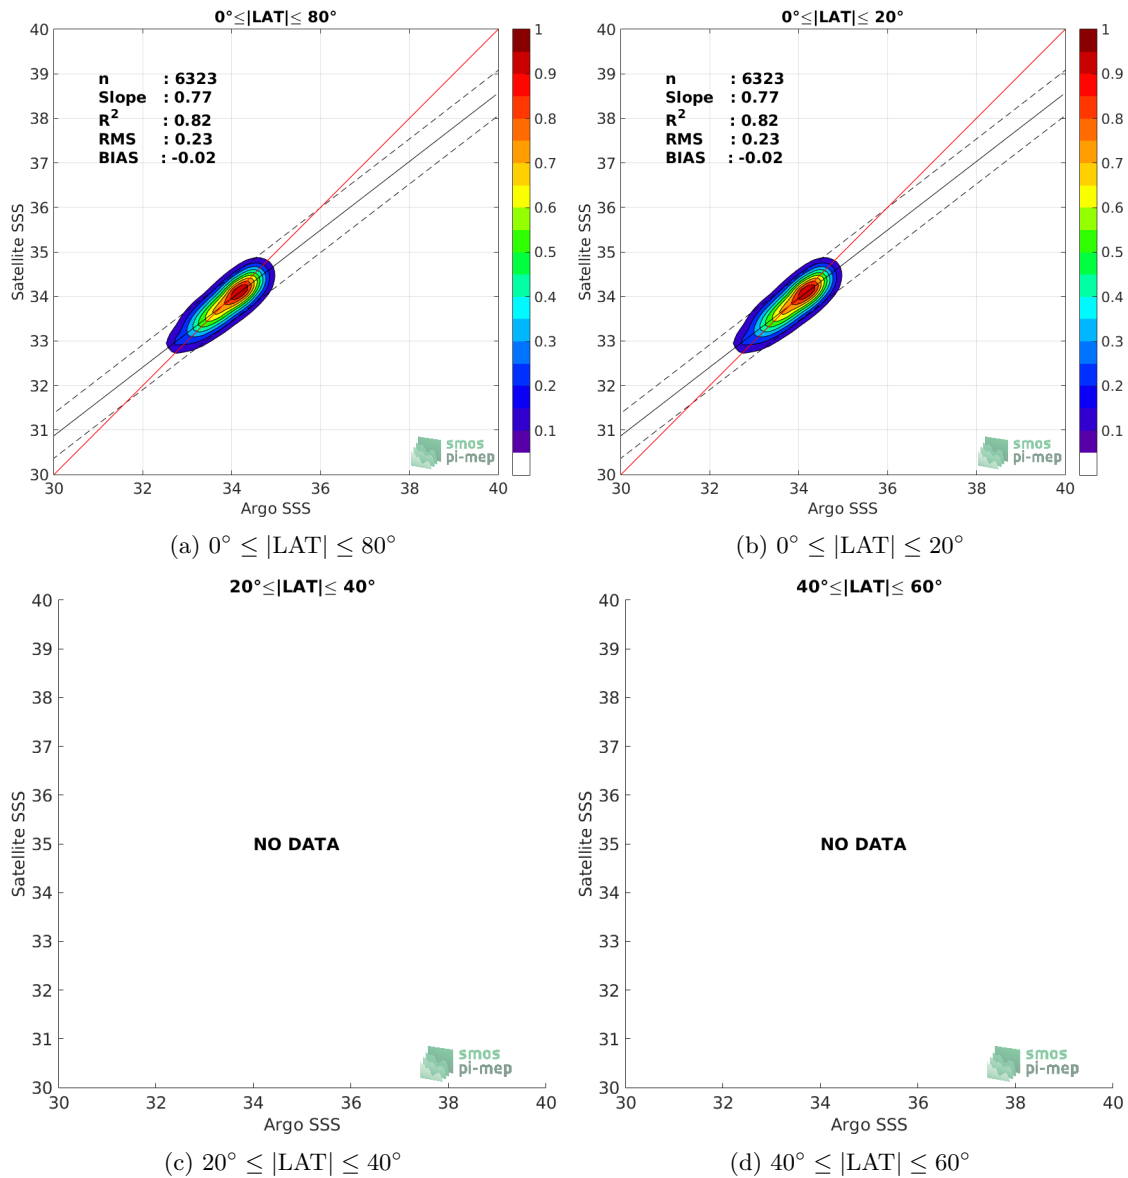 0°≤|LAT|≤ 80°
40
39
38
37
36
35
34
33
32
31
30
Satellite SSS
n : 6323
Slope : 0.77
R² : 0.82
RMS : 0.23
BIAS : -0.02
1
0.9
0.8
0.7
0.6
0.5
0.4
0.3
0.2
0.1
smos
pi-mep
30 32 34 36 38 40
Argo SSS
(a) 0° ≤ |LAT| ≤ 80°
0°≤|LAT|≤ 20°
40
39
38
37
36
35
34
33
32
31
30
Satellite SSS
n : 6323
Slope : 0.77
R² : 0.82
RMS : 0.23
BIAS : -0.02
1
0.9
0.8
0.7
0.6
0.5
0.4
0.3
0.2
0.1
smos
pi-mep
30 32 34 36 38 40
Argo SSS
(b) 0° ≤ |LAT| ≤ 20°
20°≤|LAT|≤ 40°
40
39
38
37
36
35
34
33
32
31
30
Satellite SSS
NO DATA
smos
pi-mep
30 32 34 36 38 40
Argo SSS
(c) 20° ≤ |LAT| ≤ 40°
40°≤|LAT|≤ 60°
40
39
38
37
36
35
34
33
32
31
30
Satellite SSS
NO DATA
smos
pi-mep
30 32 34 36 38 40
Argo SSS
(d) 40° ≤ |LAT| ≤ 60°